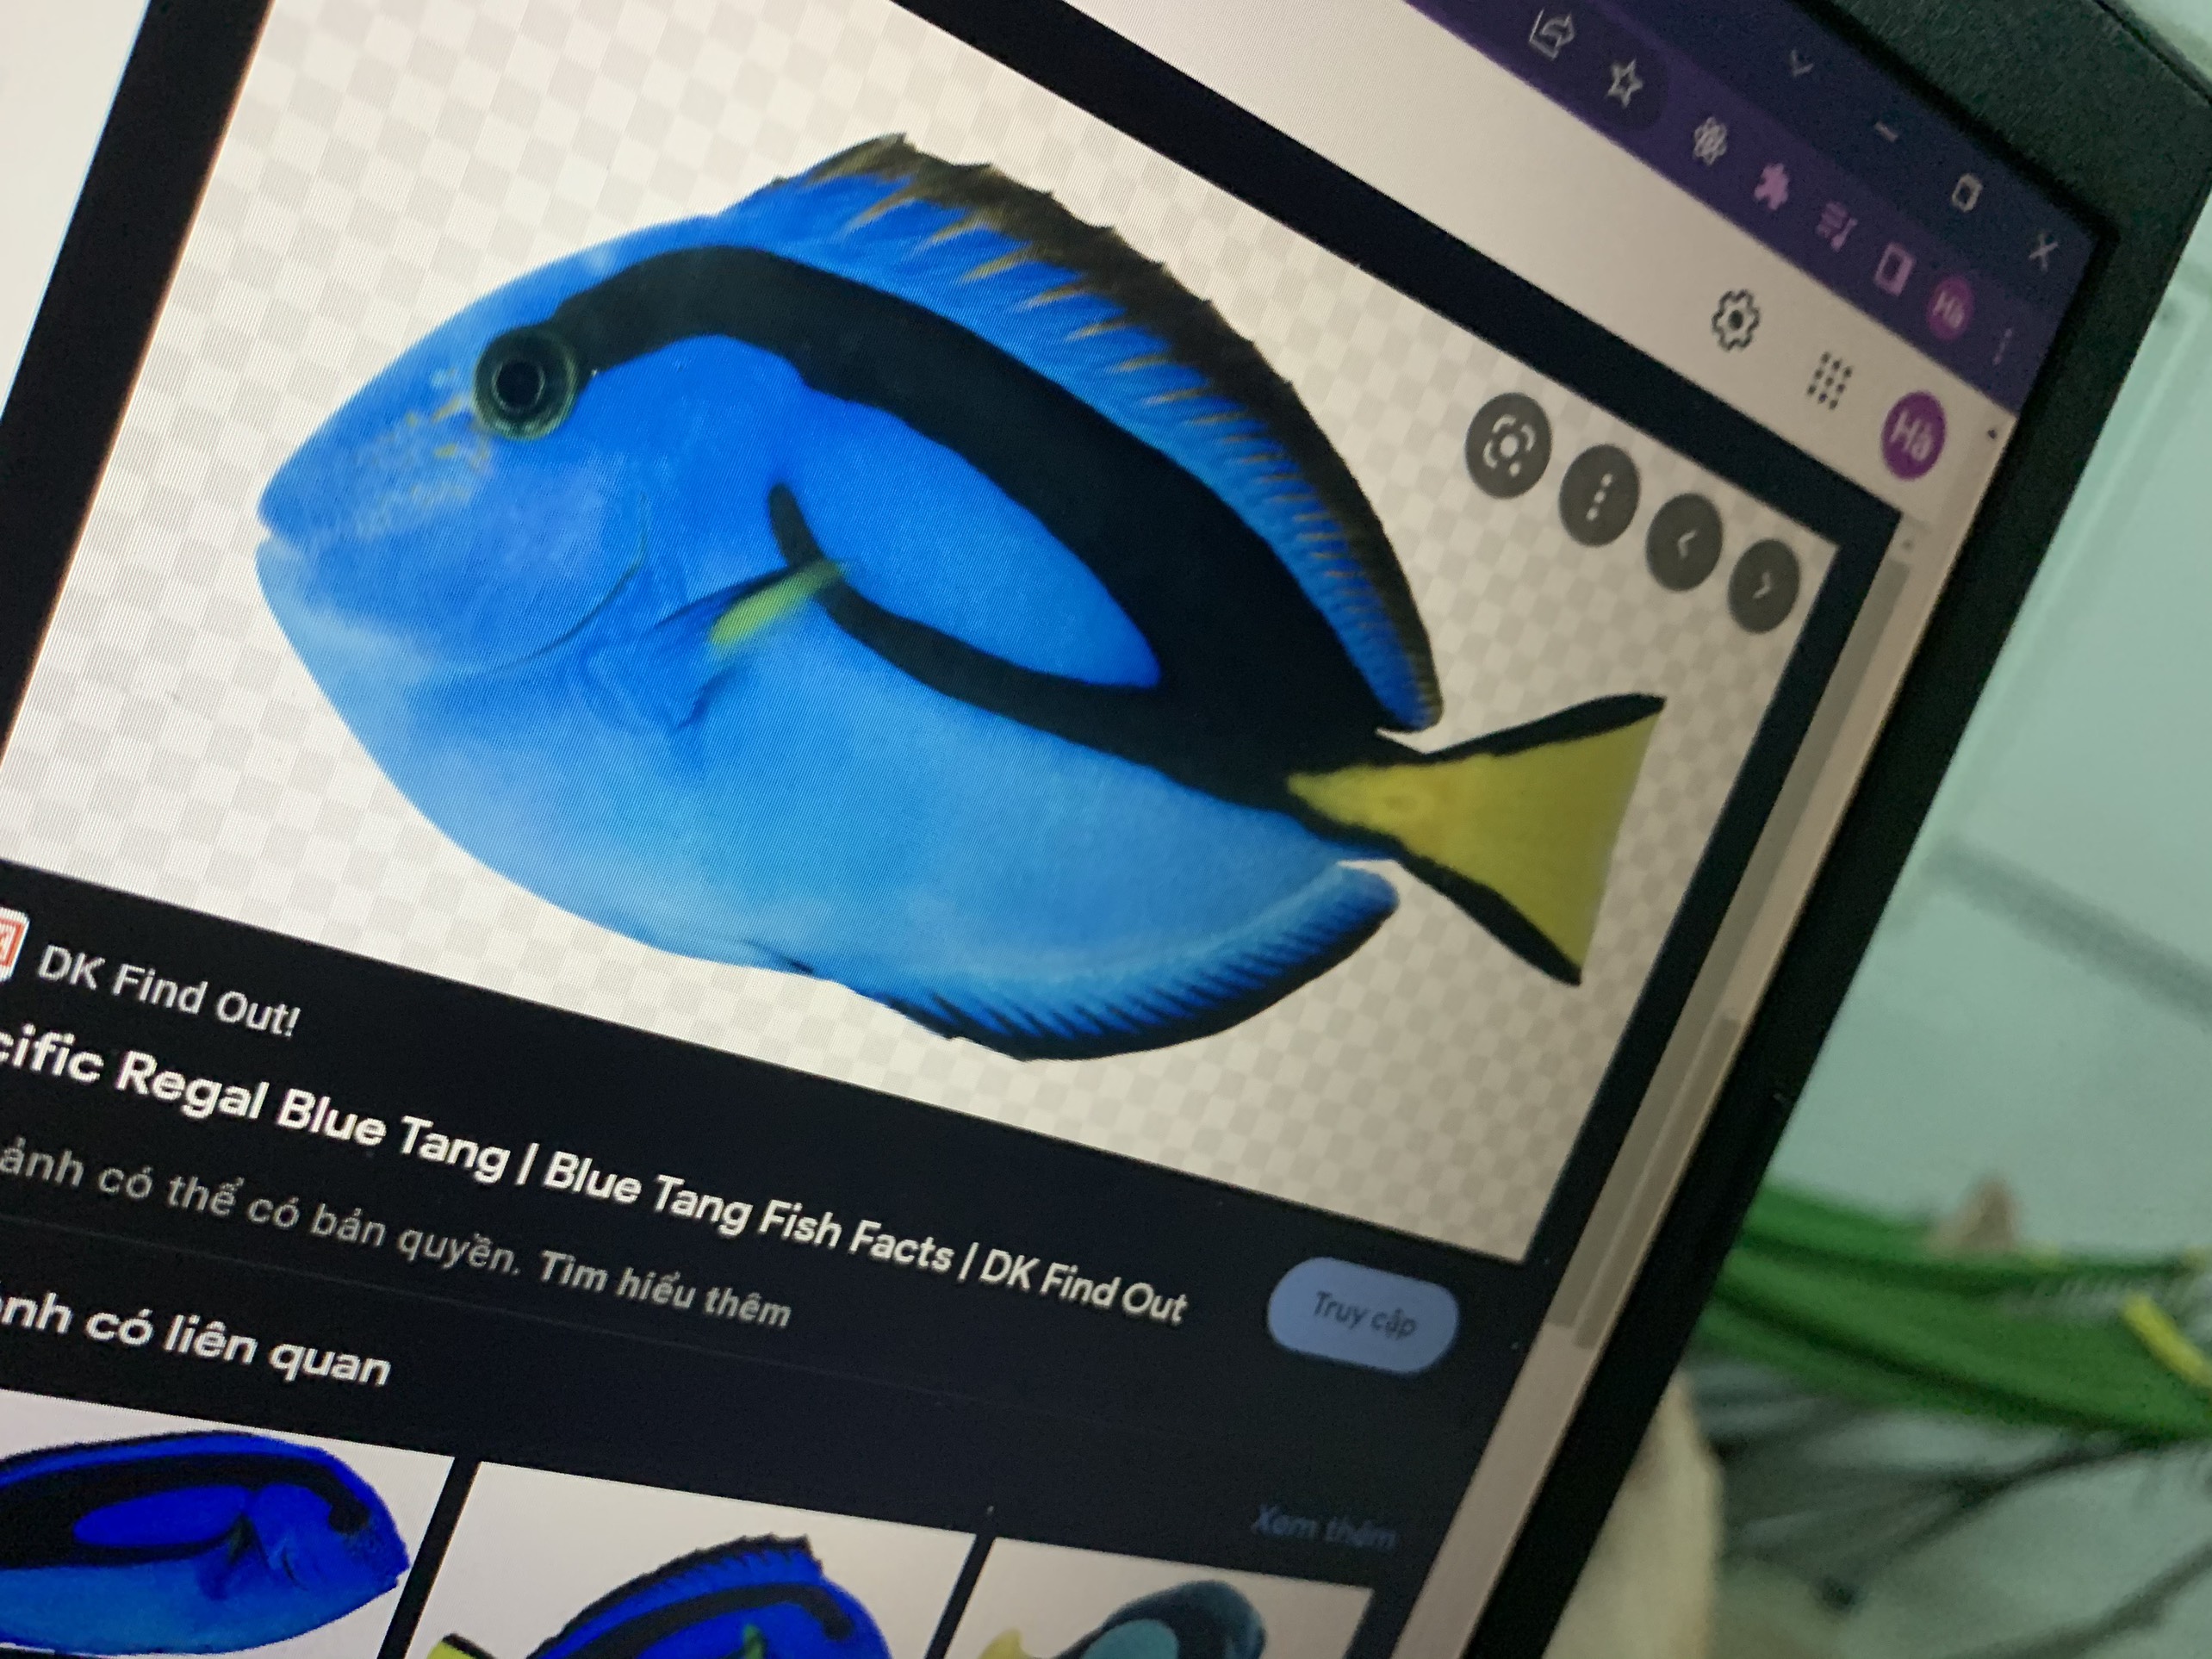 Hà
Hà
DK Find Out!
cific Regal Blue Tang | Blue Tang Fish Facts | DK Find Out
ảnh có thể có bản quyền. Tìm hiểu thêm
Truy cập
ảnh có liên quan
Xem thêm